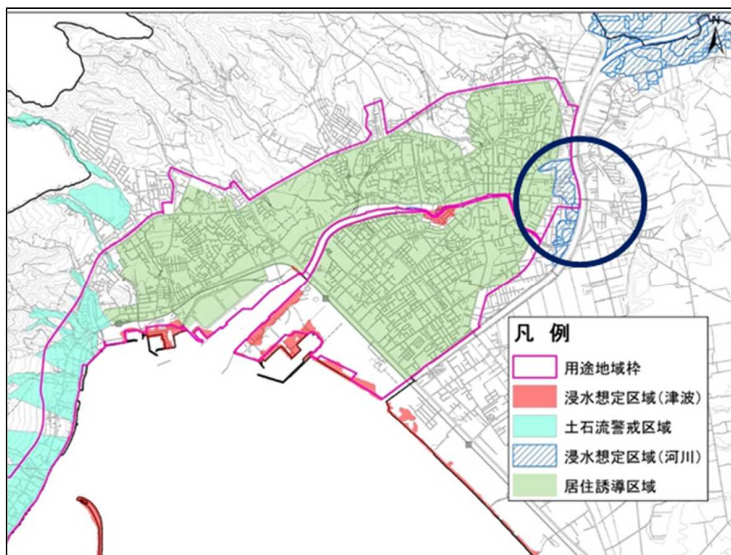 N
凡 例
用途地域枠
浸水想定区域(津波)
土石流警戒区域
浸水想定区域(河川)
居住誘導区域